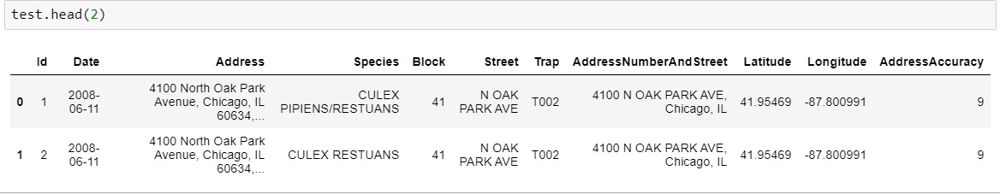 test.head(2)
Id Date Address Species Block Street Trap AddressNumberAndStreet Latitude Longitude AddressAccuracy
0 1 2008-06-11 4100 North Oak Park Avenue, Chicago, IL 60634,... CULEX PIPIENS/RESTUANS 41 N OAK PARK AVE T002 4100 N OAK PARK AVE, Chicago, IL 41.95469 -87.800991 9
1 2 2008-06-11 4100 North Oak Park Avenue, Chicago, IL 60634,... CULEX RESTUANS 41 N OAK PARK AVE T002 4100 N OAK PARK AVE, Chicago, IL 41.95469 -87.800991 9